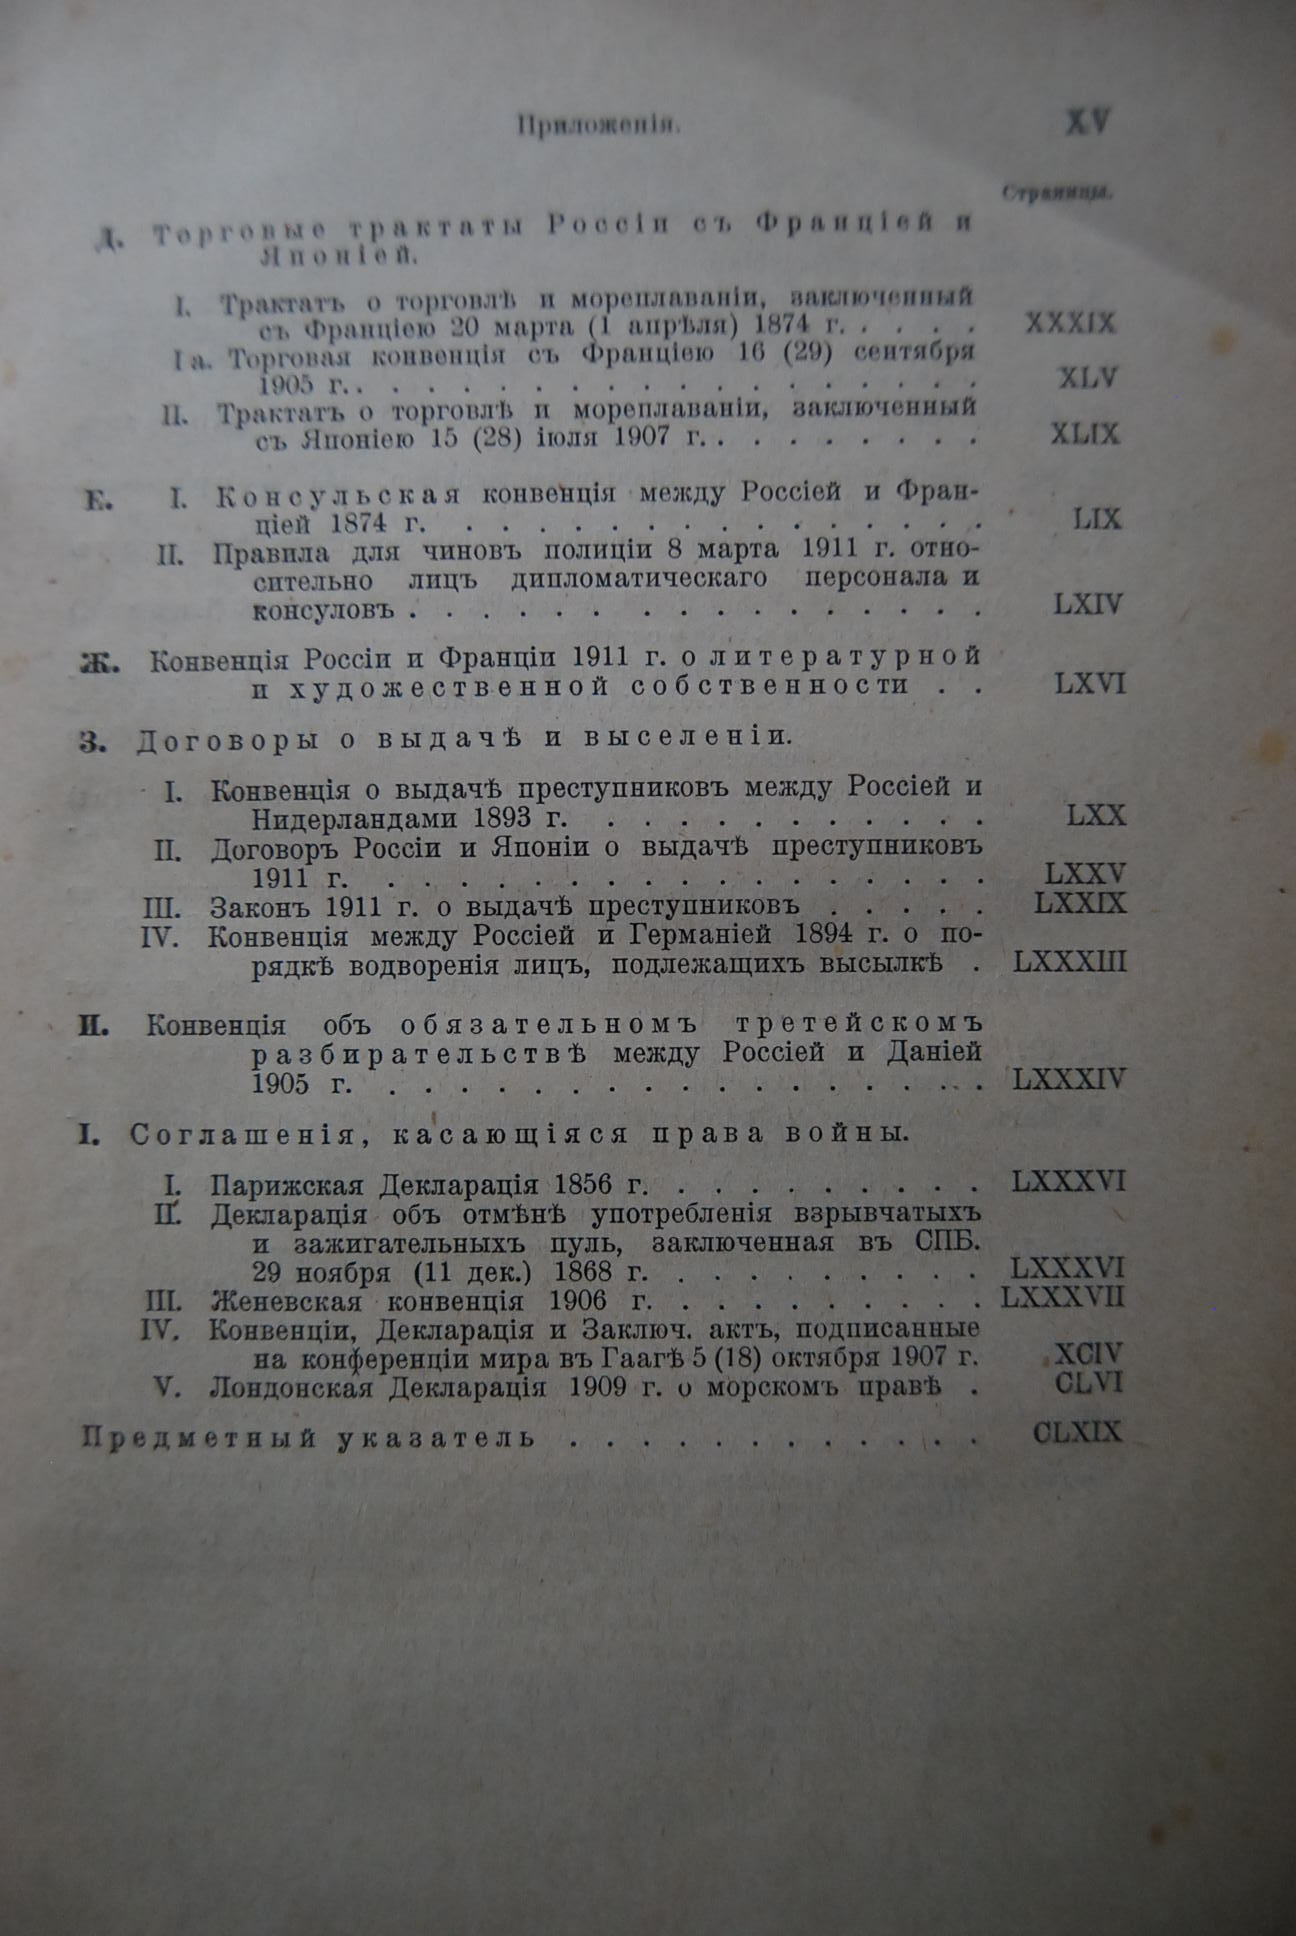 Приложенія. XV
Страницы.
Д. Торговые трактаты Россіи съ Франціей и
Японіей.
I. Трактатъ о торговлѣ и мореплаваніи, заключенный
съ Франціею 20 марта (1 апрѣля) 1874 г. . . . . XXXIX
Iа. Торговая конвенція съ Франціею 16 (29) сентября
1905 г. . . . . . . . . . . . . . . . . . XLV
II. Трактатъ о торговлѣ и мореплаваніи, заключенный
съ Японіею 15 (28) іюля 1907 г. . . . . . . . . XLIX
Е. I. Консульская конвенція между Россіей и Фран-
ціей 1874 г. . . . . . . . . . . . . . . . LIX
II. Правила для чиновъ полиціи 8 марта 1911 г. отно-
сительно лицъ дипломатическаго персонала и
консуловъ . . . . . . . . . . . . . . . . LXIV
Ж. Конвенція Россіи и Франціи 1911 г. о литературной
и художественной собственности . . LXVI
З. Договоры о выдачѣ и выселеніи.
I. Конвенція о выдачѣ преступниковъ между Россіей и
Нидерландами 1893 г. . . . . . . . . . . . LXX
II. Договоръ Россіи и Японіи о выдачѣ преступниковъ
1911 г. . . . . . . . . . . . . . . . . . LXXV
III. Законъ 1911 г. о выдачѣ преступниковъ . . . . . LXXIX
IV. Конвенція между Россіей и Германіей 1894 г. о по-
рядкѣ водворенія лицъ, подлежащихъ высылкѣ . LXXXIII
И. Конвенція объ обязательномъ третейскомъ
разбирательствѣ между Россіей и Даніей
1905 г. . . . . . . . . . . . . . . . . . LXXXIV
I. Соглашенія, касающіяся права войны.
I. Парижская Декларація 1856 г. . . . . . . . . . LXXXVI
II. Декларація объ отмѣнѣ употребленія взрывчатыхъ
и зажигательныхъ пуль, заключенная въ СПБ.
29 ноября (11 дек.) 1868 г. . . . . . . . . . LXXXVI
III. Женевская конвенція 1906 г. . . . . . . . . . LXXXVII
IV. Конвенціи, Декларація и Заключ. актъ, подписанные
на конференціи мира въ Гаагѣ 5 (18) октября 1907 г. XCIV
V. Лондонская Декларація 1909 г. о морскомъ правѣ . CLVI
Предметный указатель . . . . . . . . . . . . CLXIX